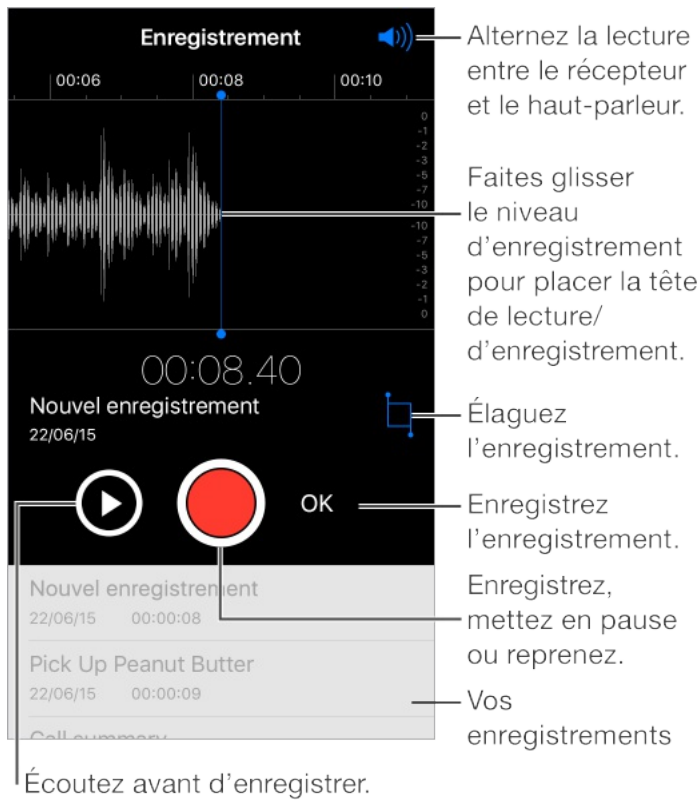 Enregistrement
00:06 00:08 00:10
0
-1
-2
-3
-5
-7
-10
-10
-7
-5
-3
-2
-1
0
00:08.40
Nouvel enregistrement
22/06/15
OK
Nouvel enregistrement
22/06/15 00:00:08
Pick Up Peanut Butter
22/06/15 00:00:09
Call summary
Alternez la lecture
entre le récepteur
et le haut-parleur.
Faites glisser
le niveau
d’enregistrement
pour placer la tête
de lecture/
d’enregistrement.
Élaguez
l’enregistrement.
Enregistrez
l’enregistrement.
Enregistrez,
mettez en pause
ou reprenez.
Vos
enregistrements
Écoutez avant d’enregistrer.